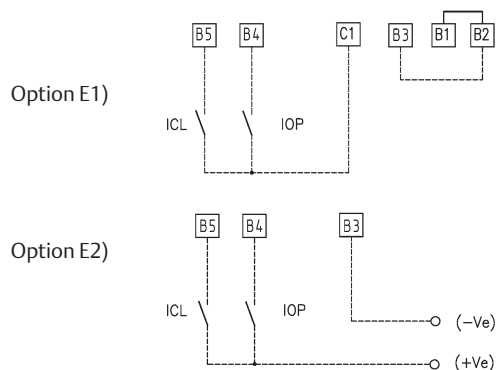 B5 B4 C1 B3 B1 B2
Option E1)
ICL IOP
B5 B4 B3
Option E2)
ICL IOP
(-Ve)
(+Ve)